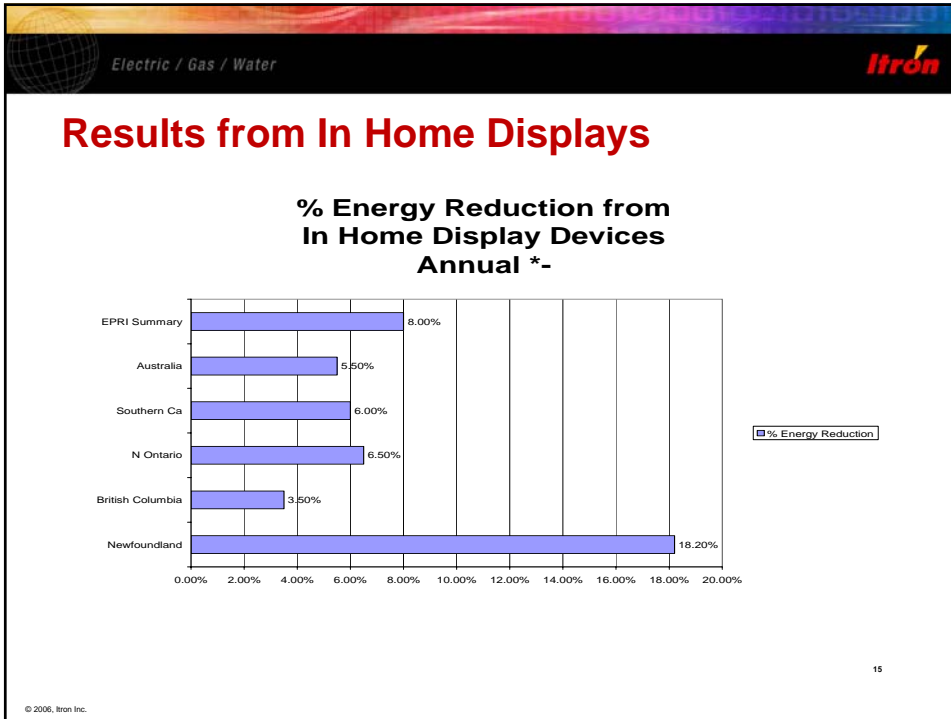 Electric / Gas / Water
Itrón
Results from In Home Displays
% Energy Reduction from
In Home Display Devices
Annual *-
EPRI Summary
8.00%
Australia
5.50%
Southern Ca
6.00%
N Ontario
6.50%
British Columbia
3.50%
Newfoundland
18.20%
% Energy Reduction
0.00% 2.00% 4.00% 6.00% 8.00% 10.00% 12.00% 14.00% 16.00% 18.00% 20.00%
15
© 2006, Itron Inc.